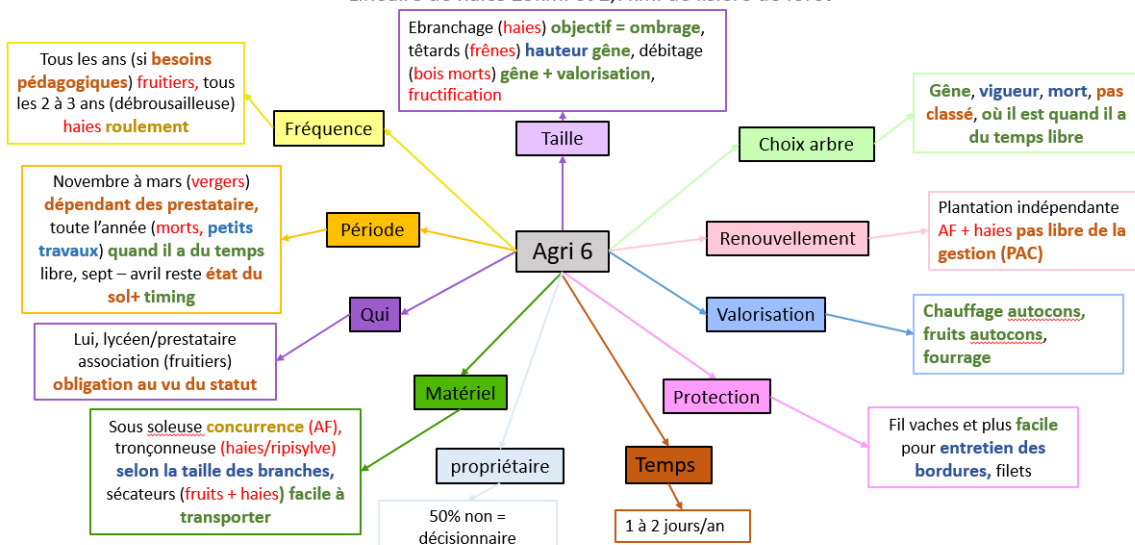 Ebranchage (haies) objectif = ombrage,
têtards (frênes) hauteur gêne, débitage
(bois morts) gêne + valorisation,
fructification
Tous les ans (si besoins
pédagogiques) fruitiers, tous
les 2 à 3 ans (débrousailleuse)
haies roulement
Fréquence
Taille
Choix arbre
Gêne, vigueur, mort, pas
classé, où il est quand il a
du temps libre
Novembre à mars (vergers)
dépendant des prestataire,
toute l'année (morts, petits
travaux) quand il a du temps
libre, sept – avril reste état du
sol+ timing
Période
Agri 6
Renouvellement
Plantation indépendante
AF + haies pas libre de la
gestion (PAC)
Qui
Lui, lycéen/prestataire
association (fruitiers)
obligation au vu du statut
Valorisation
Chauffage autocons,
fruits autocons,
fourrage
Matériel
Sous soleuse concurrence (AF),
tronçonneuse (haies/ripisylve)
selon la taille des branches,
sécateurs (fruits + haies) facile à
transporter
propriétaire
50% non =
décisionnaire
Temps
1 à 2 jours/an
Protection
Fil vaches et plus facile
pour entretien des
bordures, filets